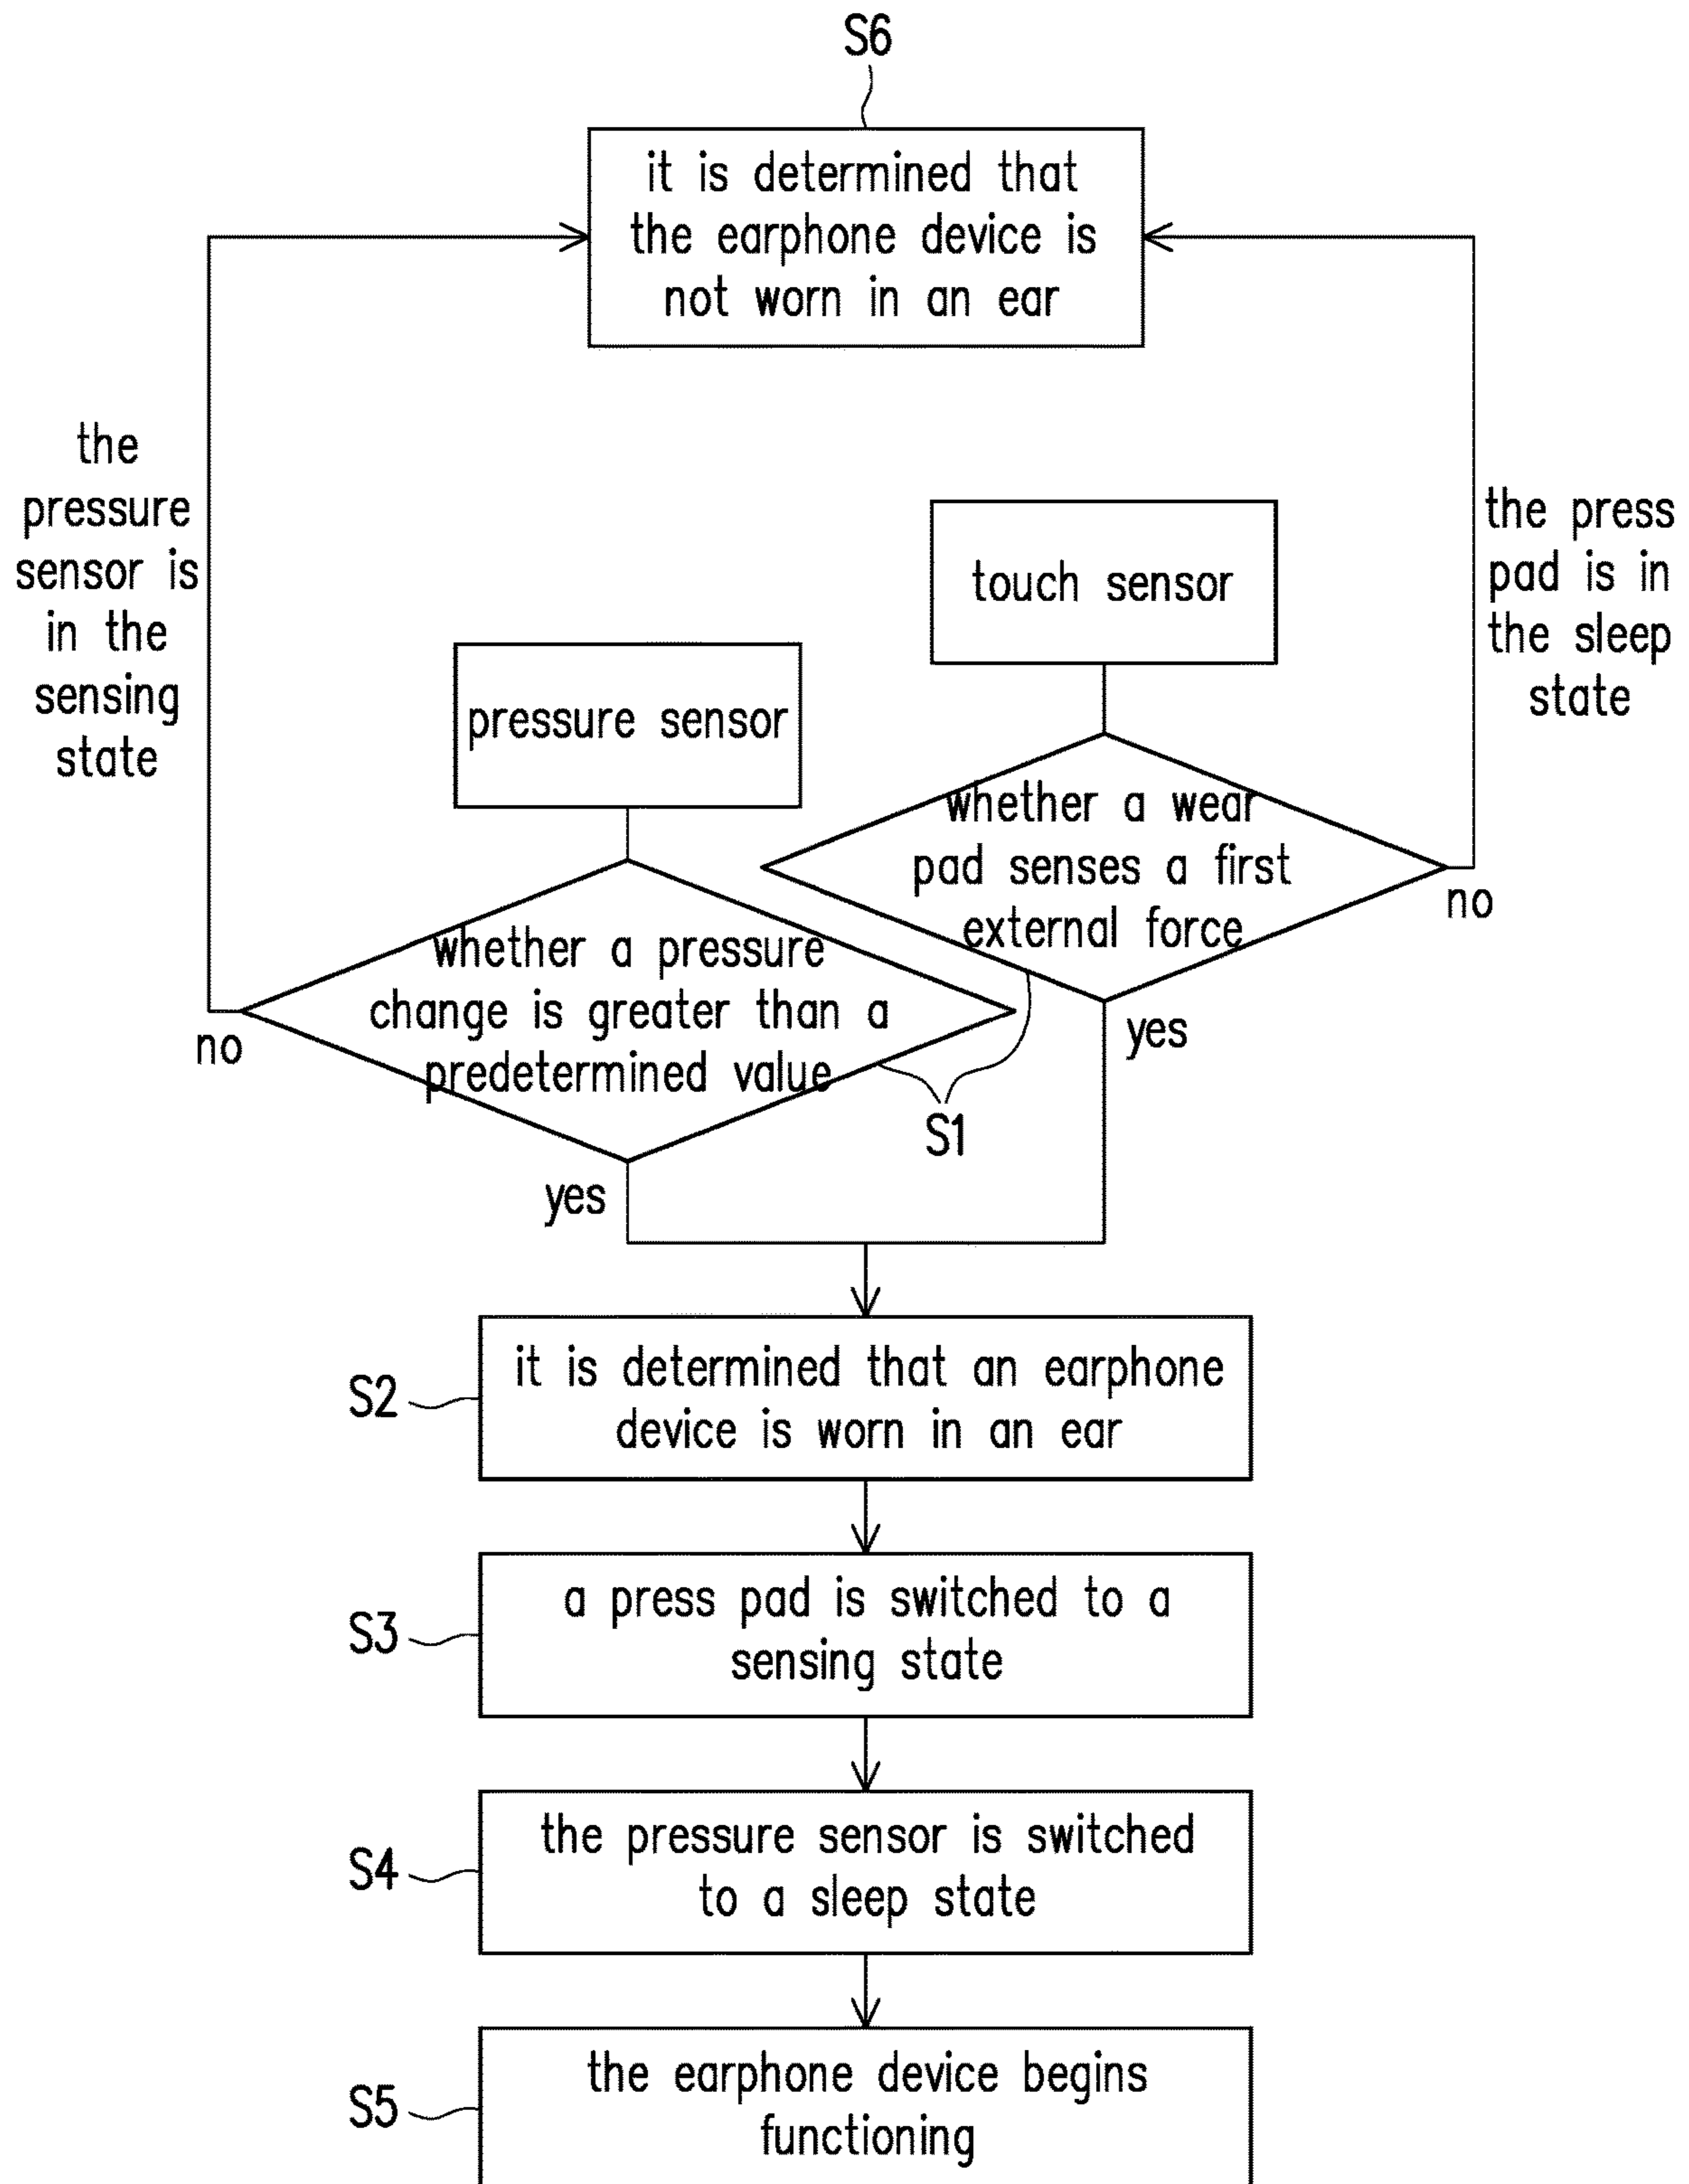 S6
it is determined that
the earphone device is
not worn in an ear
the
pressure
sensor is
in the
sensing
state
the press
pad is in
the sleep
state
touch sensor
pressure sensor
whether a wear
pad senses a first
external force
no
yes
whether a pressure
change is greater than a
predetermined value
no
yes
S1
S2
it is determined that an earphone
device is worn in an ear
S3
a press pad is switched to a
sensing state
S4
the pressure sensor is switched
to a sleep state
S5
the earphone device begins
functioning